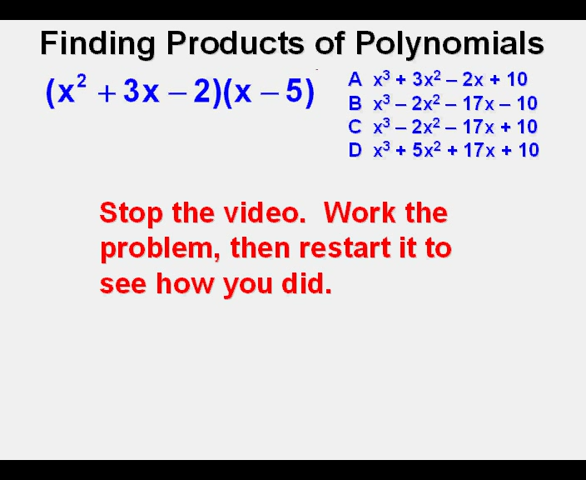 Finding Products of Polynomials
(x² + 3x – 2)(x – 5)
A x³ + 3x² – 2x + 10
B x³ – 2x² – 17x – 10
C x³ – 2x² – 17x + 10
D x³ + 5x² + 17x + 10
Stop the video. Work the
problem, then restart it to
see how you did.